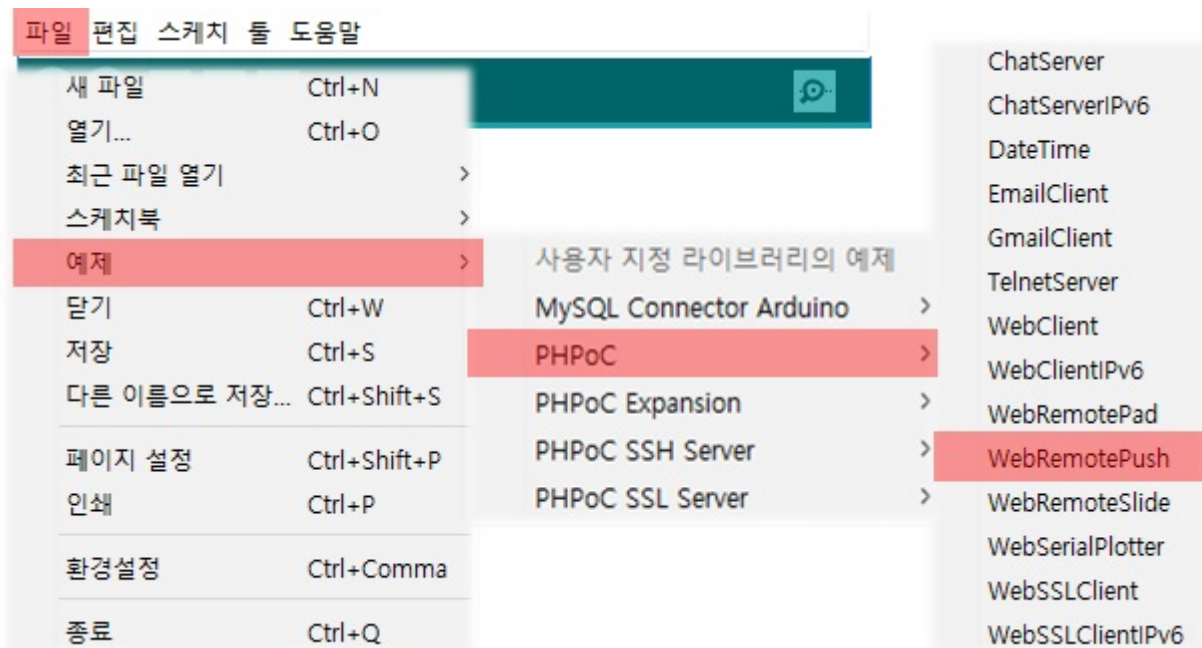 파일 편집 스케치 툴 도움말
새 파일 Ctrl+N
열기... Ctrl+O
최근 파일 열기
스케치북
예제
닫기 Ctrl+W
저장 Ctrl+S
다른 이름으로 저장... Ctrl+Shift+S
페이지 설정 Ctrl+Shift+P
인쇄 Ctrl+P
환경설정 Ctrl+Comma
종료 Ctrl+Q
사용자 지정 라이브러리의 예제
MySQL Connector Arduino
PHPoC
PHPoC Expansion
PHPoC SSH Server
PHPoC SSL Server
ChatServer
ChatServerIPv6
DateTime
EmailClient
GmailClient
TelnetServer
WebClient
WebClientIPv6
WebRemotePad
WebRemotePush
WebRemoteSlide
WebSerialPlotter
WebSSLClient
WebSSLClientIPv6